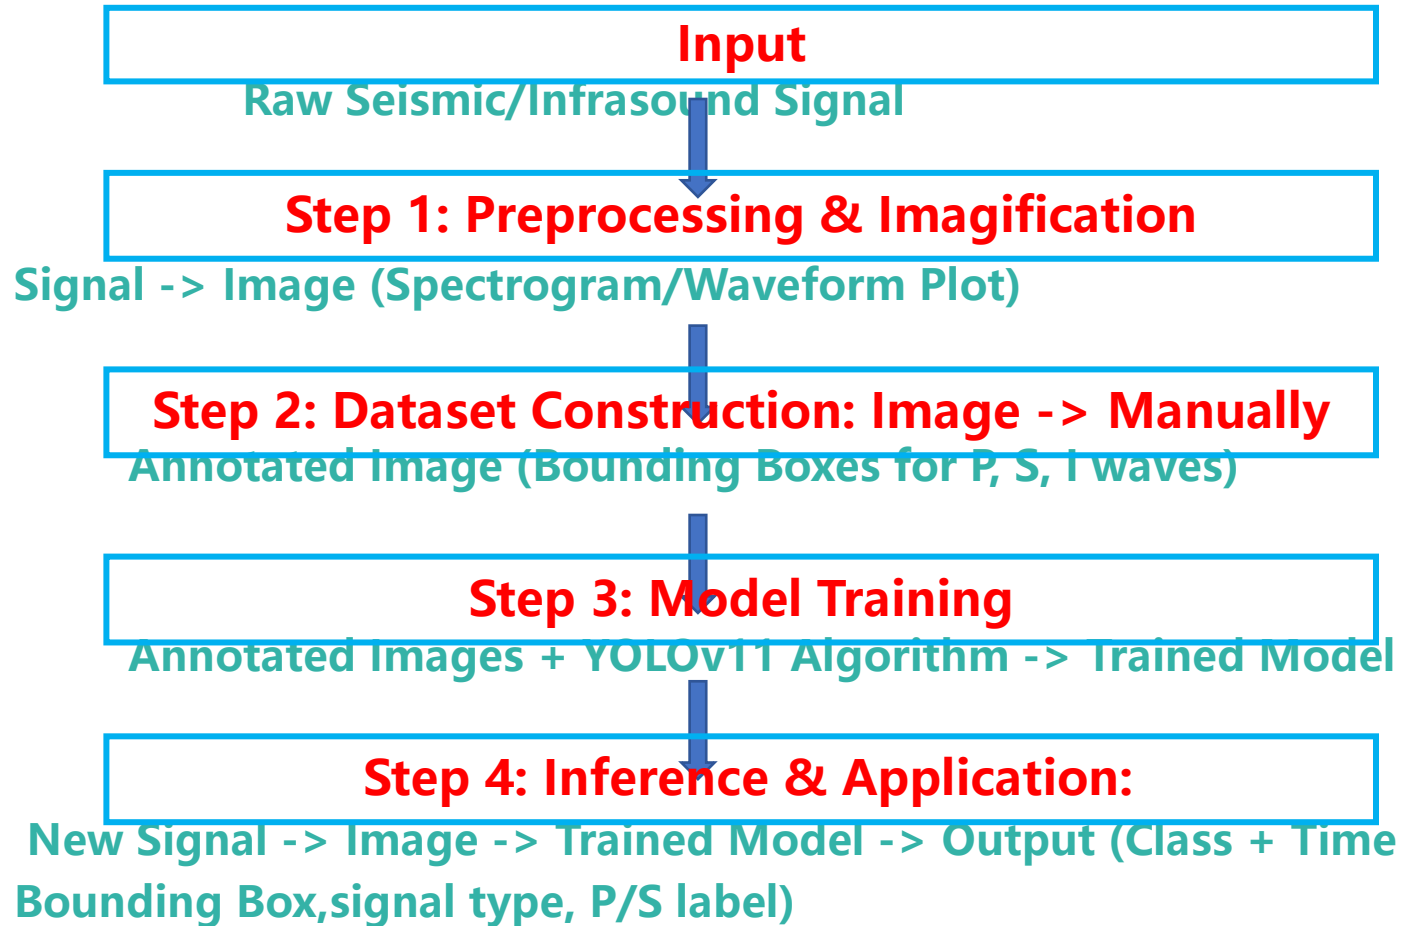 Input
Raw Seismic/Infrasound Signal
Step 1: Preprocessing & Imagification
Signal -> Image (Spectrogram/Waveform Plot)
Step 2: Dataset Construction: Image -> Manually
Annotated Image (Bounding Boxes for P, S, I waves)
Step 3: Model Training
Annotated Images + YOLOv11 Algorithm -> Trained Model
Step 4: Inference & Application:
New Signal -> Image -> Trained Model -> Output (Class + Time
Bounding Box,signal type, P/S label)